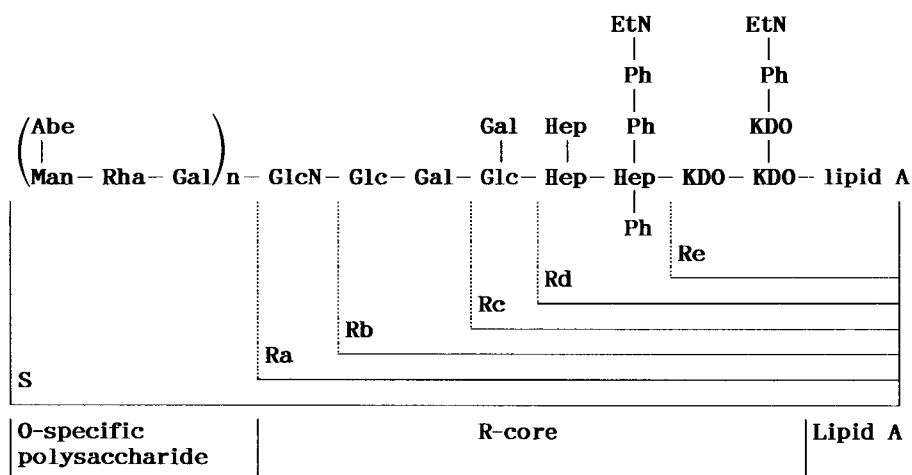 EtN EtN
Ph Ph
(Abe Gal Hep Ph KDO
Man – Rha – Gal)n – GlcN – Glc – Gal – Glc – Hep – Hep – KDO – KDO – lipid A
Ph
Re
Rd
Rc
Rb
Ra
S
O-specific R-core Lipid A
polysaccharide